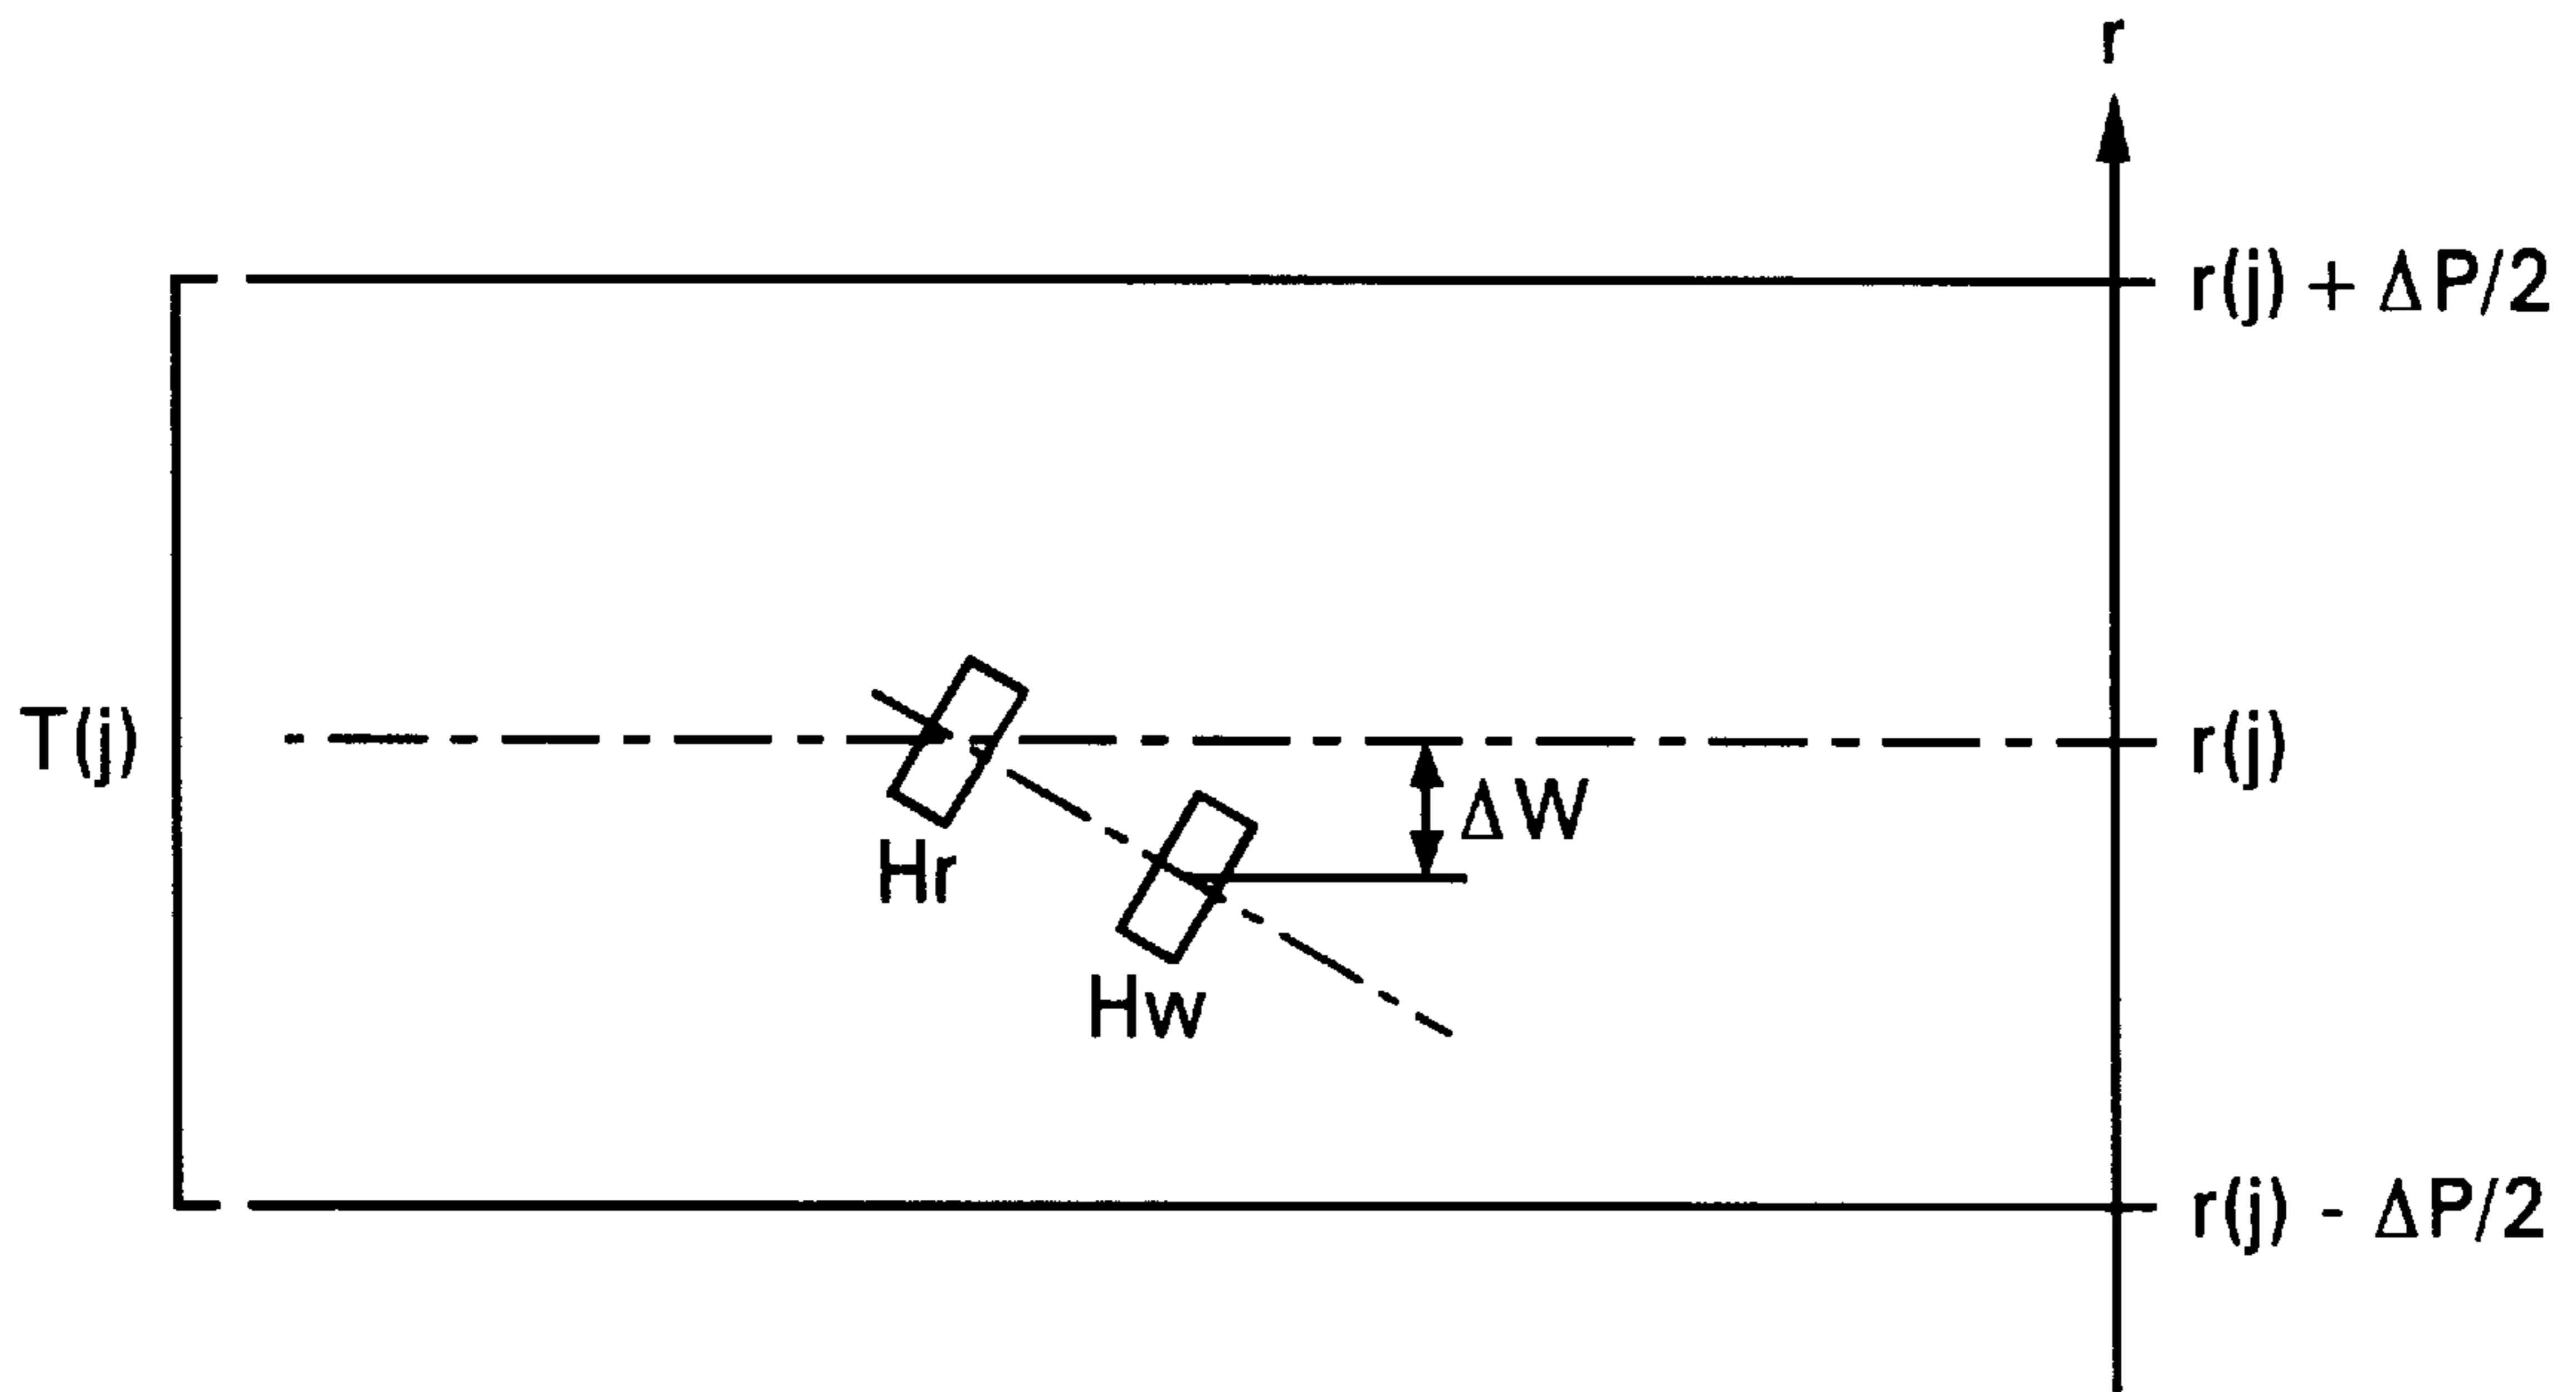 r
r(j) + ΔP/2
T(j)
r(j)
ΔW
Hr
Hw
r(j) - ΔP/2